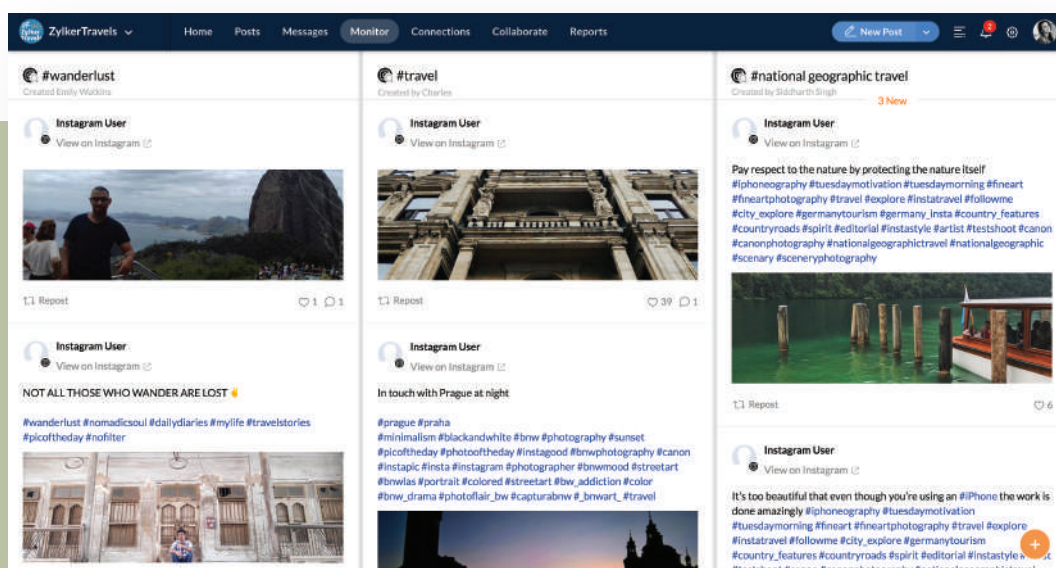 ZylkerTravels
Home Posts Messages Monitor Connections Collaborate Reports
New Post
2
#wanderlust
Created Emily Watkins
Instagram User
View on Instagram
Repost
1 1
Instagram User
View on Instagram
NOT ALL THOSE WHO WANDER ARE LOST ✌
#wanderlust #nomadicsoul #dailydiaries #mylife #travelstories
#picoftheday #nofilter
#travel
Created by Charles
Instagram User
View on Instagram
Repost
39 1
Instagram User
View on Instagram
In touch with Prague at night
#prague #praha
#minimalism #blackandwhite #bnw #photography #sunset
#picoftheday #photooftheday #instagood #bnwphotography #canon
#instapic #insta #instagram #photographer #bnwmood #streetart
#bnwlas #portrait #colored #streetart #bw_addiction #color
#bnw_drama #photoflair_bw #capturabnw #_bnwart_ #travel
#national geographic travel
Created by Siddharth Singh
3 New
Instagram User
View on Instagram
Pay respect to the nature by protecting the nature itself
#iphoneography #tuesdaymotivation #tuesdaymorning #fineart
#fineartphotography #travel #explore #instatravel #followme
#city_explore #germanytourism #germany_insta #country_features
#countryroads #spirit #editorial #instastyle #artist #testshoot #canon
#canonphotography #nationalgeographictravel #nationalgeographic
#scenary #sceneryphotography
Repost
6
Instagram User
View on Instagram
It's too beautiful that even though you're using an #iPhone the work is
done amazingly #iphoneography #tuesdaymotivation
#tuesdaymorning #fineart #fineartphotography #travel #explore
#instatravel #followme #city_explore #germanytourism
#country_features #countryroads #spirit #editorial #instastyle